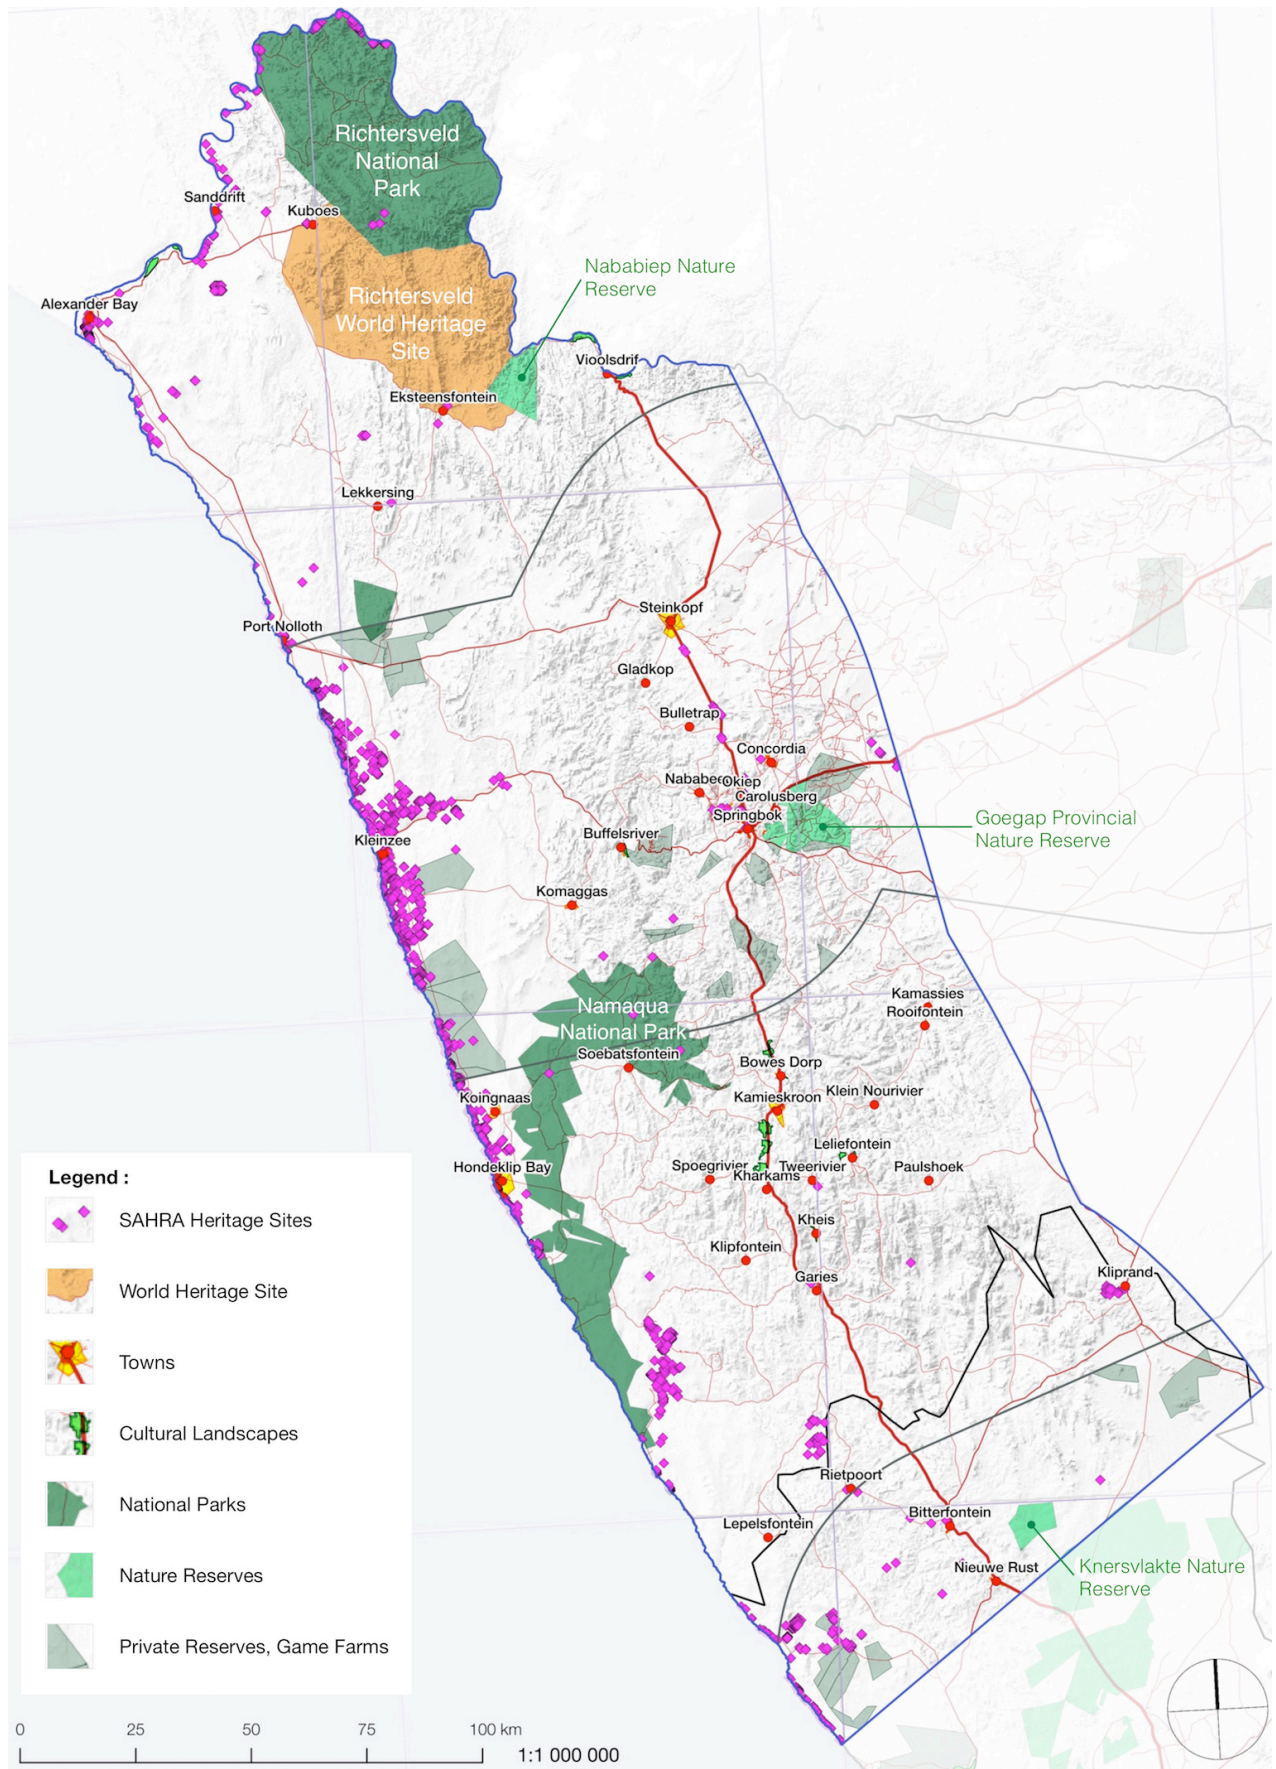 Richtersveld
National
Park
Sanddrift
Kuboes
Nababiep Nature
Reserve
Alexander Bay
Richtersveld
World Heritage
Site
Vioolsdrif
Eksteensfontein
Lekkersing
Steinkopf
Port Nolloth
Gladkop
Bulletrap
Concordia
Nababee
Okiep
Carolusberg
Springbok
Goegap Provincial
Nature Reserve
Buffelsriver
Kleinzee
Komaggas
Kamassies
Rooifontein
Namaqua
National Park
Soebatsfontein
Bowes Dorp
Koingnaas
Kamieskroon
Klein Nourivier
Leliefontein
Hondeklip Bay
Spoegrivier
Tweerivier
Paulshoek
Kharkams
Kheis
Klipfontein
Garies
Kliprand
Rietpoort
Bitterfontein
Lepelsfontein
Nieuwe Rust
Knersvlakte Nature
Reserve
Legend :
SAHRA Heritage Sites
World Heritage Site
Towns
Cultural Landscapes
National Parks
Nature Reserves
Private Reserves, Game Farms
0 25 50 75 100 km
1:1 000 000